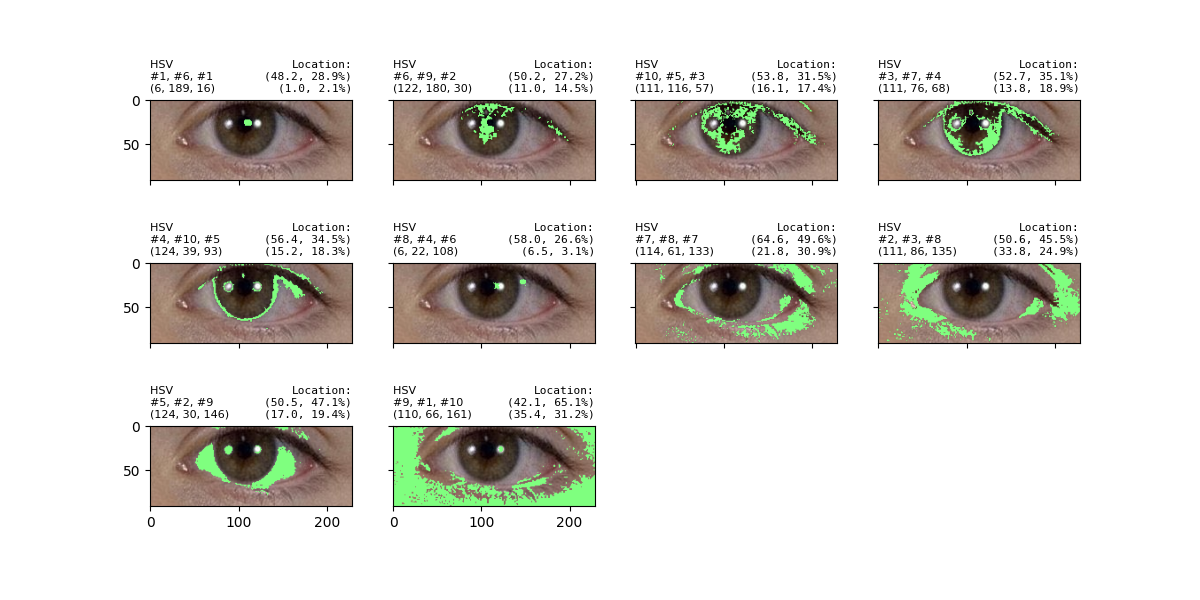 HSV Location:
#1, #6, #1 (48.2, 28.9%)
(6, 189, 16) (1.0, 2.1%)
HSV Location:
#6, #9, #2 (50.2, 27.2%)
(122, 180, 30) (11.0, 14.5%)
HSV Location:
#10, #5, #3 (53.8, 31.5%)
(111, 116, 57) (16.1, 17.4%)
HSV Location:
#3, #7, #4 (52.7, 35.1%)
(111, 76, 68) (13.8, 18.9%)
0
50
HSV Location:
#4, #10, #5 (56.4, 34.5%)
(124, 39, 93) (15.2, 18.3%)
HSV Location:
#8, #4, #6 (58.0, 26.6%)
(6, 22, 108) (6.5, 3.1%)
HSV Location:
#7, #8, #7 (64.6, 49.6%)
(114, 61, 133) (21.8, 30.9%)
HSV Location:
#2, #3, #8 (50.6, 45.5%)
(111, 86, 135) (33.8, 24.9%)
0
50
HSV Location:
#5, #2, #9 (50.5, 47.1%)
(124, 30, 146) (17.0, 19.4%)
HSV Location:
#9, #1, #10 (42.1, 65.1%)
(110, 66, 161) (35.4, 31.2%)
0
50
0 100 200
0 100 200